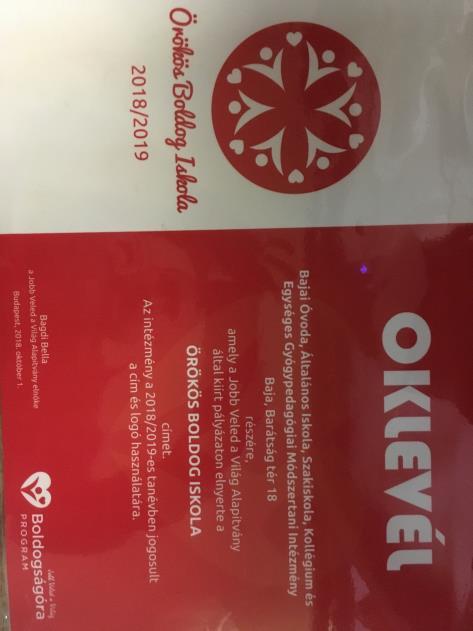 Örökös Boldog Iskola
2018/2019
OKLEVÉL
Bajai Óvoda, Általános Iskola, Szakiskola, Kollégium és
Egységes Gyógypedagógiai Módszertani Intézmény
Baja, Barátság tér 18
részére,
amely a Jobb Veled a Világ Alapítvány
által kiírt pályázaton elnyerte a
ÖRÖKÖS BOLDOG ISKOLA
címet.
Az intézmény a 2018/2019-es tanévben jogosult
a cím és logó használatára.
Bagdi Bella
a Jobb Veled a Világ Alapítvány elnöke
Budapest, 2018. október 1.
Jobb Veled a Világ
Boldogságóra
PROGRAM